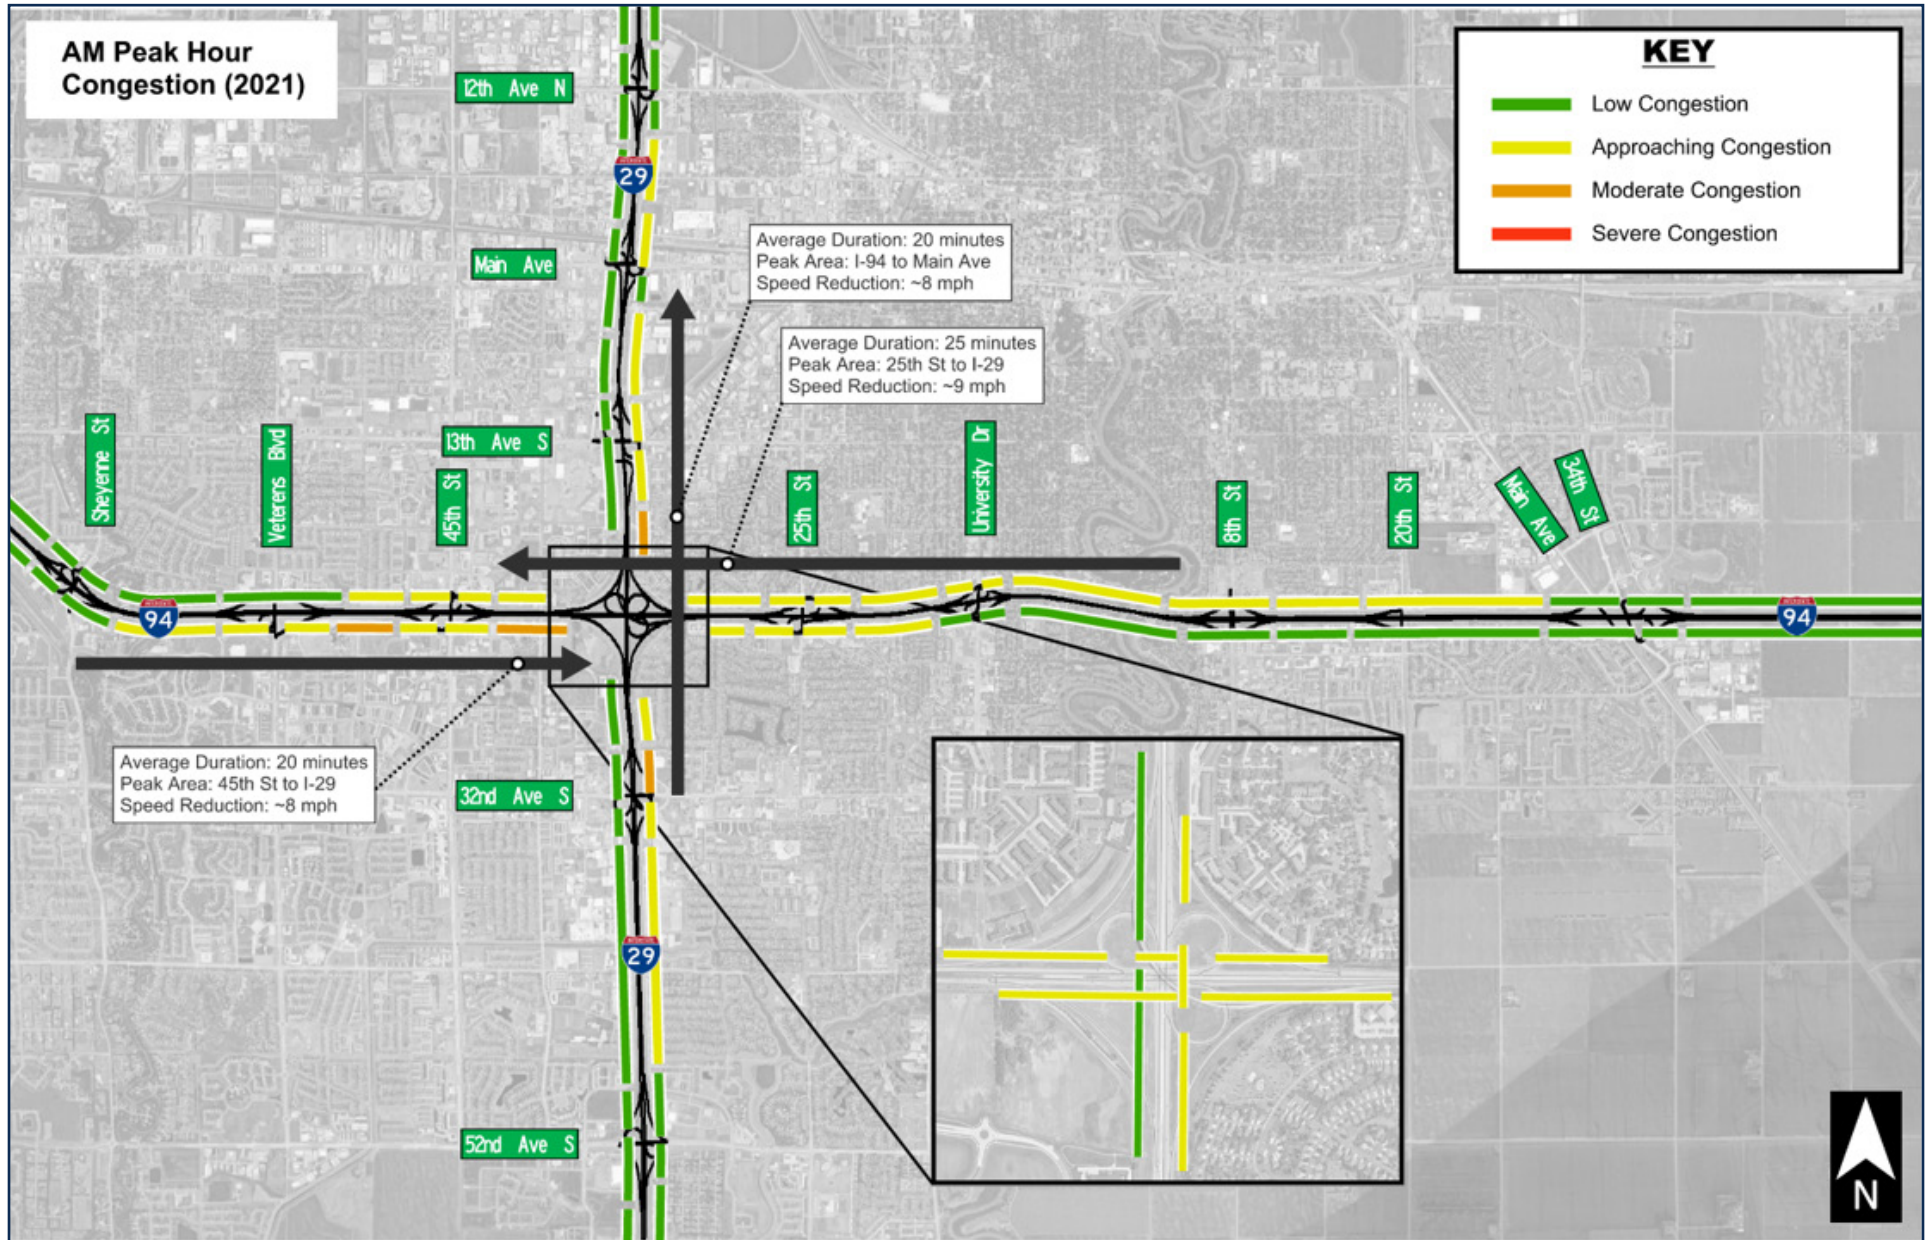 AM Peak Hour
Congestion (2021)
KEY
Low Congestion
Approaching Congestion
Moderate Congestion
Severe Congestion
12th Ave N
29
Main Ave
Average Duration: 20 minutes
Peak Area: I-94 to Main Ave
Speed Reduction: ~8 mph
Average Duration: 25 minutes
Peak Area: 25th St to I-29
Speed Reduction: ~9 mph
Sheyenne St
Veterens Blvd
13th Ave S
45th St
25th St
University Dr
8th St
20th St
Main Ave
34th St
94
94
Average Duration: 20 minutes
Peak Area: 45th St to I-29
Speed Reduction: ~8 mph
32nd Ave S
29
52nd Ave S
N